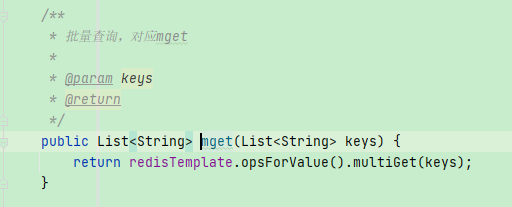 /**
 * 批量查询，对应mget
 *
 * @param keys
 * @return
 */
public List<String> mget(List<String> keys) {
    return redisTemplate.opsForValue().multiGet(keys);
}